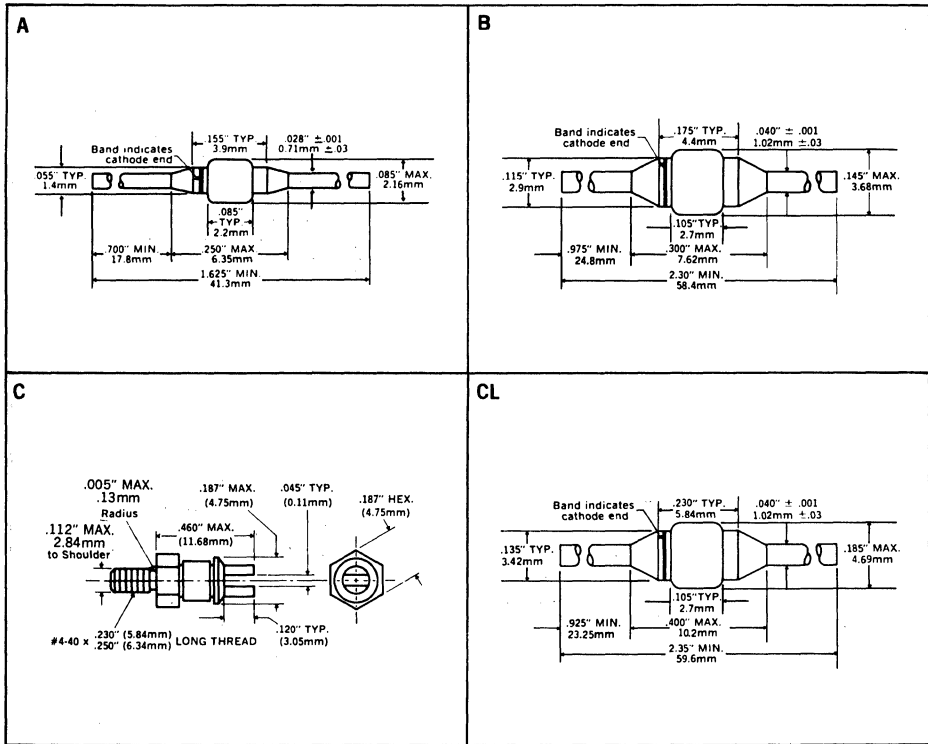 A
Band indicates
cathode end
.155" TYP
3.9mm
.028" ±.001
0.71mm ±.03
.055" TYP.
1.4mm
.085" MAX.
2.16mm
.085"
TYP
2.2mm
.700" MIN.
17.8mm
.250" MAX
6.35mm
1.625" MIN.
41.3mm
B
Band indicates
cathode end
.175" TYP.
4.4mm
.040" ± .001
1.02mm ±.03
.115" TYP.
2.9mm
.145" MAX.
3.68mm
.105" TYP.
2.7mm
.975" MIN.
24.8mm
.300" MAX.
7.62mm
2.30" MIN.
58.4mm
C
.005" MAX.
.13mm
Radius
.112" MAX.
2.84mm
to Shoulder
.187" MAX.
(4.75mm)
.460" MAX.
(11.68mm)
.045" TYP.
(0.11mm)
.187" HEX.
(4.75mm)
.120" TYP.
(3.05mm)
#4-40 x .230" (5.84mm) LONG THREAD
.250" (6.34mm)
CL
Band indicates
cathode end
.230" TYP.
5.84mm
.040" ± .001
1.02mm ±.03
.135" TYP.
3.42mm
.185" MAX.
4.69mm
.105" TYP.
2.7mm
.925" MIN.
23.25mm
.400" MAX.
10.2mm
2.35" MIN.
59.6mm